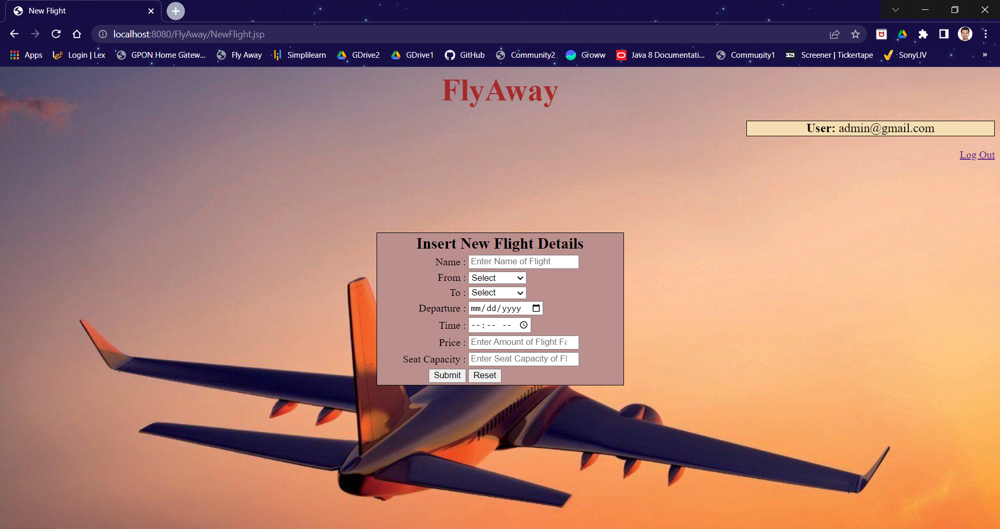 New Flight
localhost:8080/FlyAway/NewFlight.jsp
Apps Login | Lex GPON Home Gatew... Fly Away Simplilearn GDrive2 GDrive1 GitHub Community2 Groww Java 8 Documentati... Community1 Screener | Tickertape SonyLIV »
FlyAway
User: admin@gmail.com
Log Out
Insert New Flight Details
Name : Enter Name of Flight
From : Select
To : Select
Departure : mm/dd/yyyy
Time : --:-- --
Price : Enter Amount of Flight Fa
Seat Capacity : Enter Seat Capacity of Fl
Submit Reset